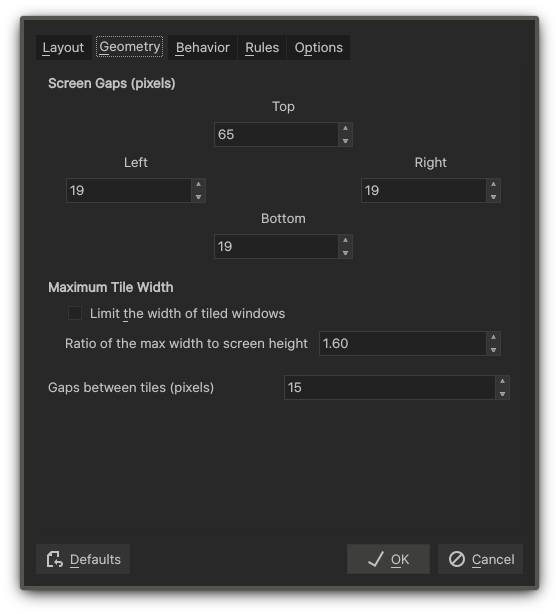 Layout Geometry Behavior Rules Options
Screen Gaps (pixels)
Top
65
Left Right
19 19
Bottom
19
Maximum Tile Width
Limit the width of tiled windows
Ratio of the max width to screen height 1.60
Gaps between tiles (pixels) 15
Defaults OK Cancel